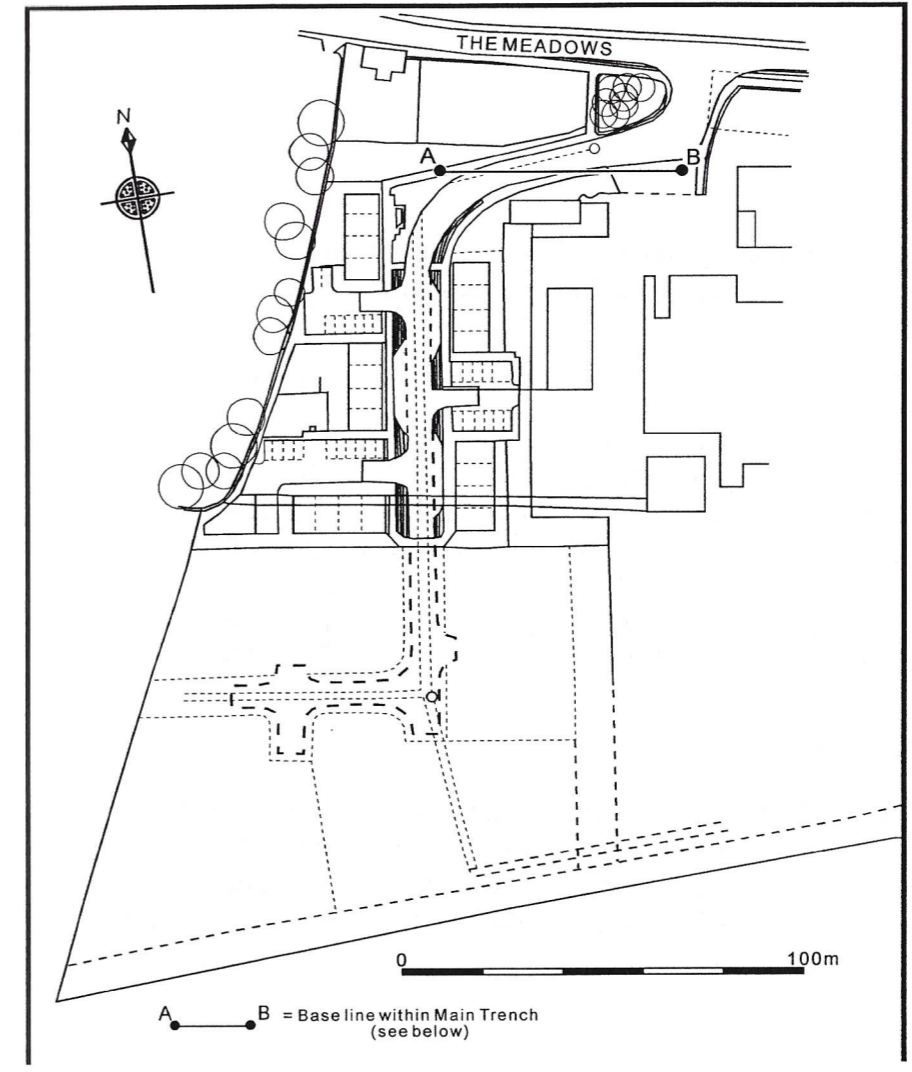 THE MEADOWS
N
A
B
0
100m
A
B
= Base line within Main Trench
(see below)